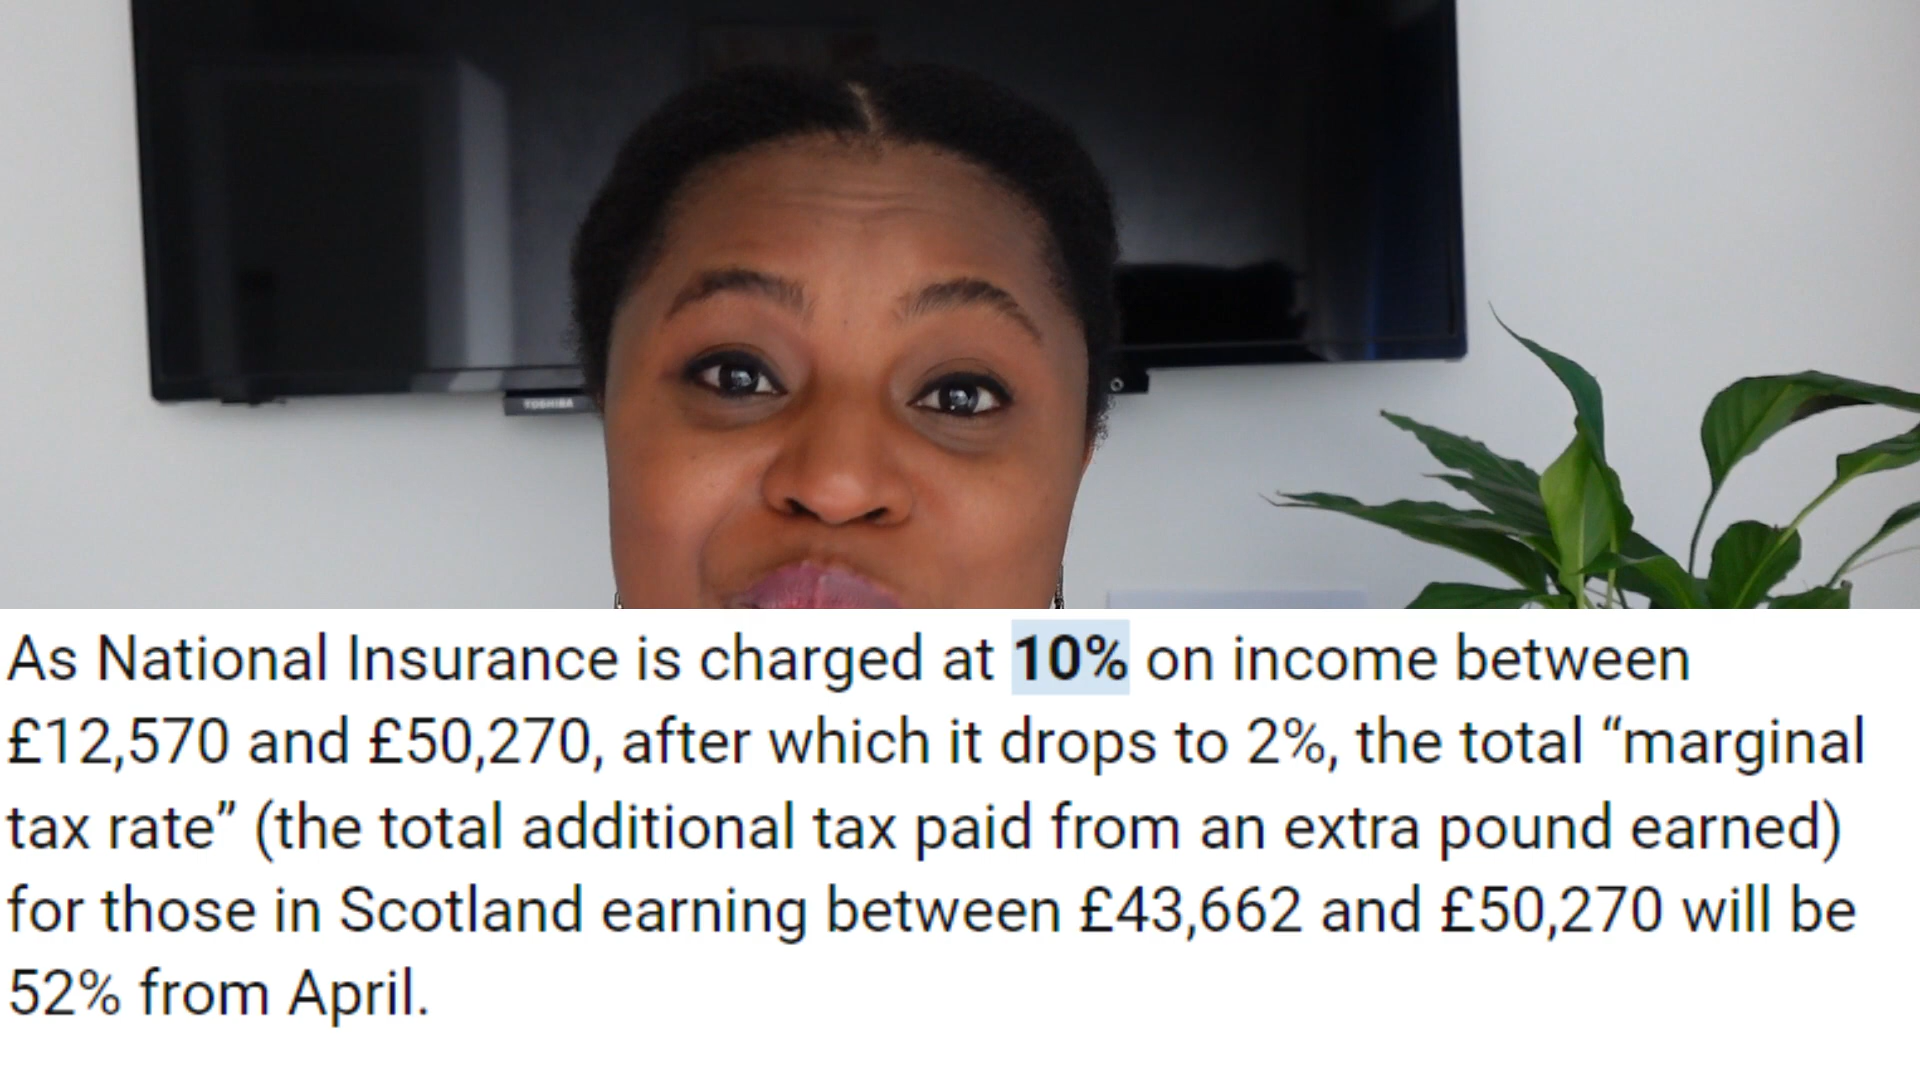 TOSHIBA
As National Insurance is charged at 10% on income between
£12,570 and £50,270, after which it drops to 2%, the total “marginal
tax rate” (the total additional tax paid from an extra pound earned)
for those in Scotland earning between £43,662 and £50,270 will be
52% from April.